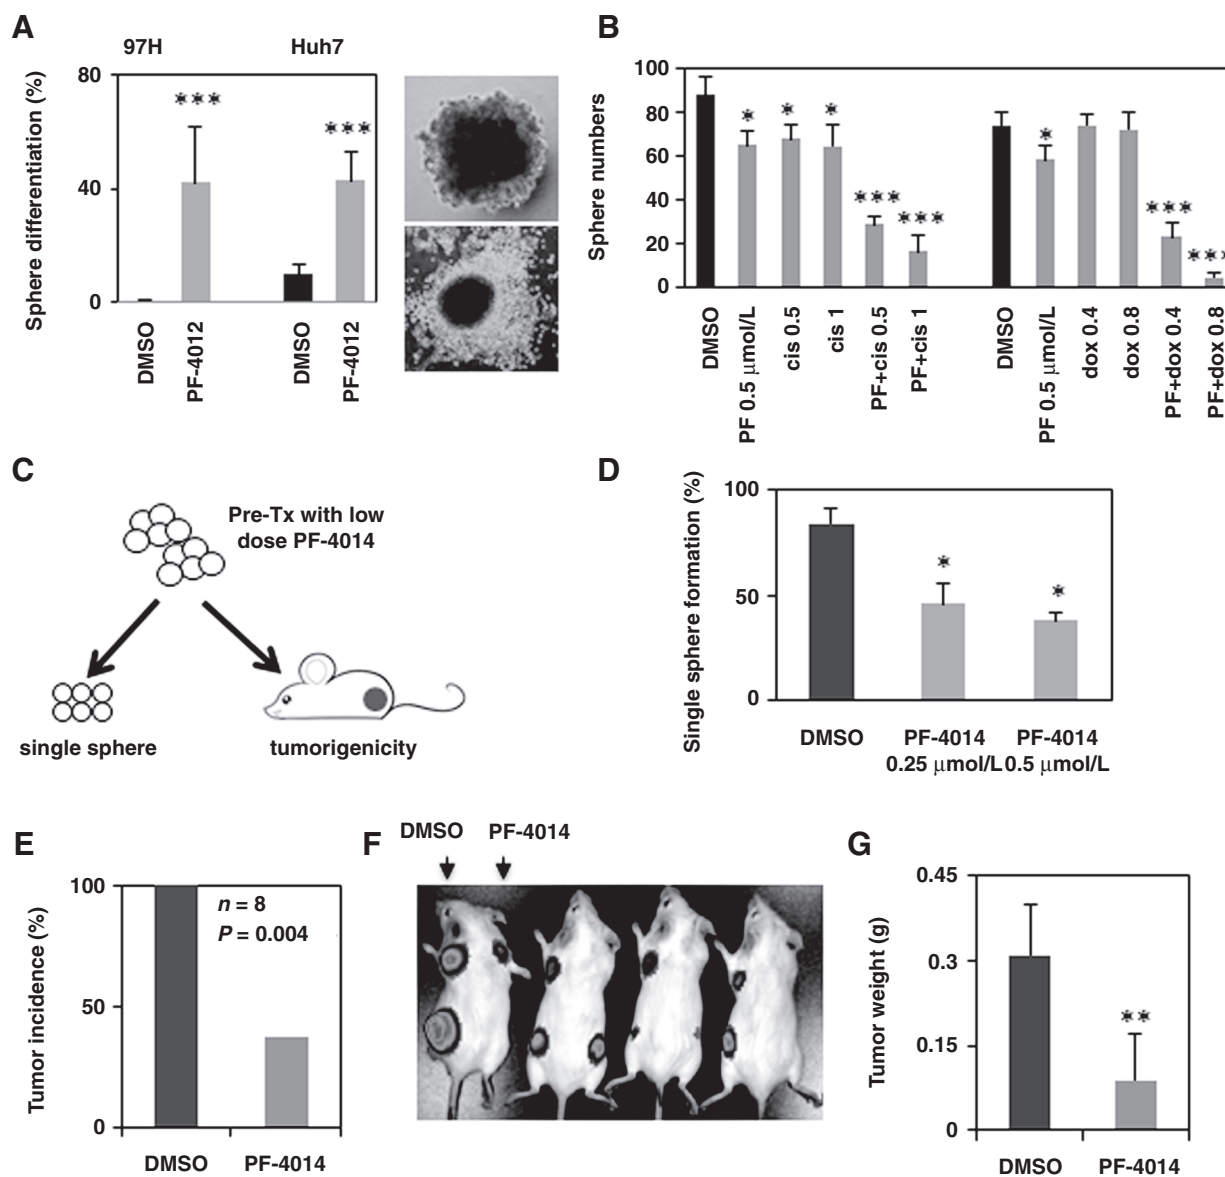 A
97H
Huh7
Sphere differentiation (%)
80
40
0
***
***
DMSO
PF-4012
DMSO
PF-4012
B
Sphere numbers
100
80
60
40
20
0
*
*
*
***
***
*
***
***
DMSO
PF 0.5 μmol/L
cis 0.5
cis 1
PF+cis 0.5
PF+cis 1
DMSO
PF 0.5 μmol/L
dox 0.4
dox 0.8
PF+dox 0.4
PF+dox 0.8
C
Pre-Tx with low
dose PF-4014
single sphere
tumorigenicity
D
Single sphere formation (%)
100
50
0
*
*
DMSO
PF-4014
0.25 μmol/L
PF-4014
0.5 μmol/L
E
Tumor incidence (%)
100
50
0
n = 8
P = 0.004
DMSO
PF-4014
F
DMSO
PF-4014
G
Tumor weight (g)
0.45
0.3
0.15
0
**
DMSO
PF-4014